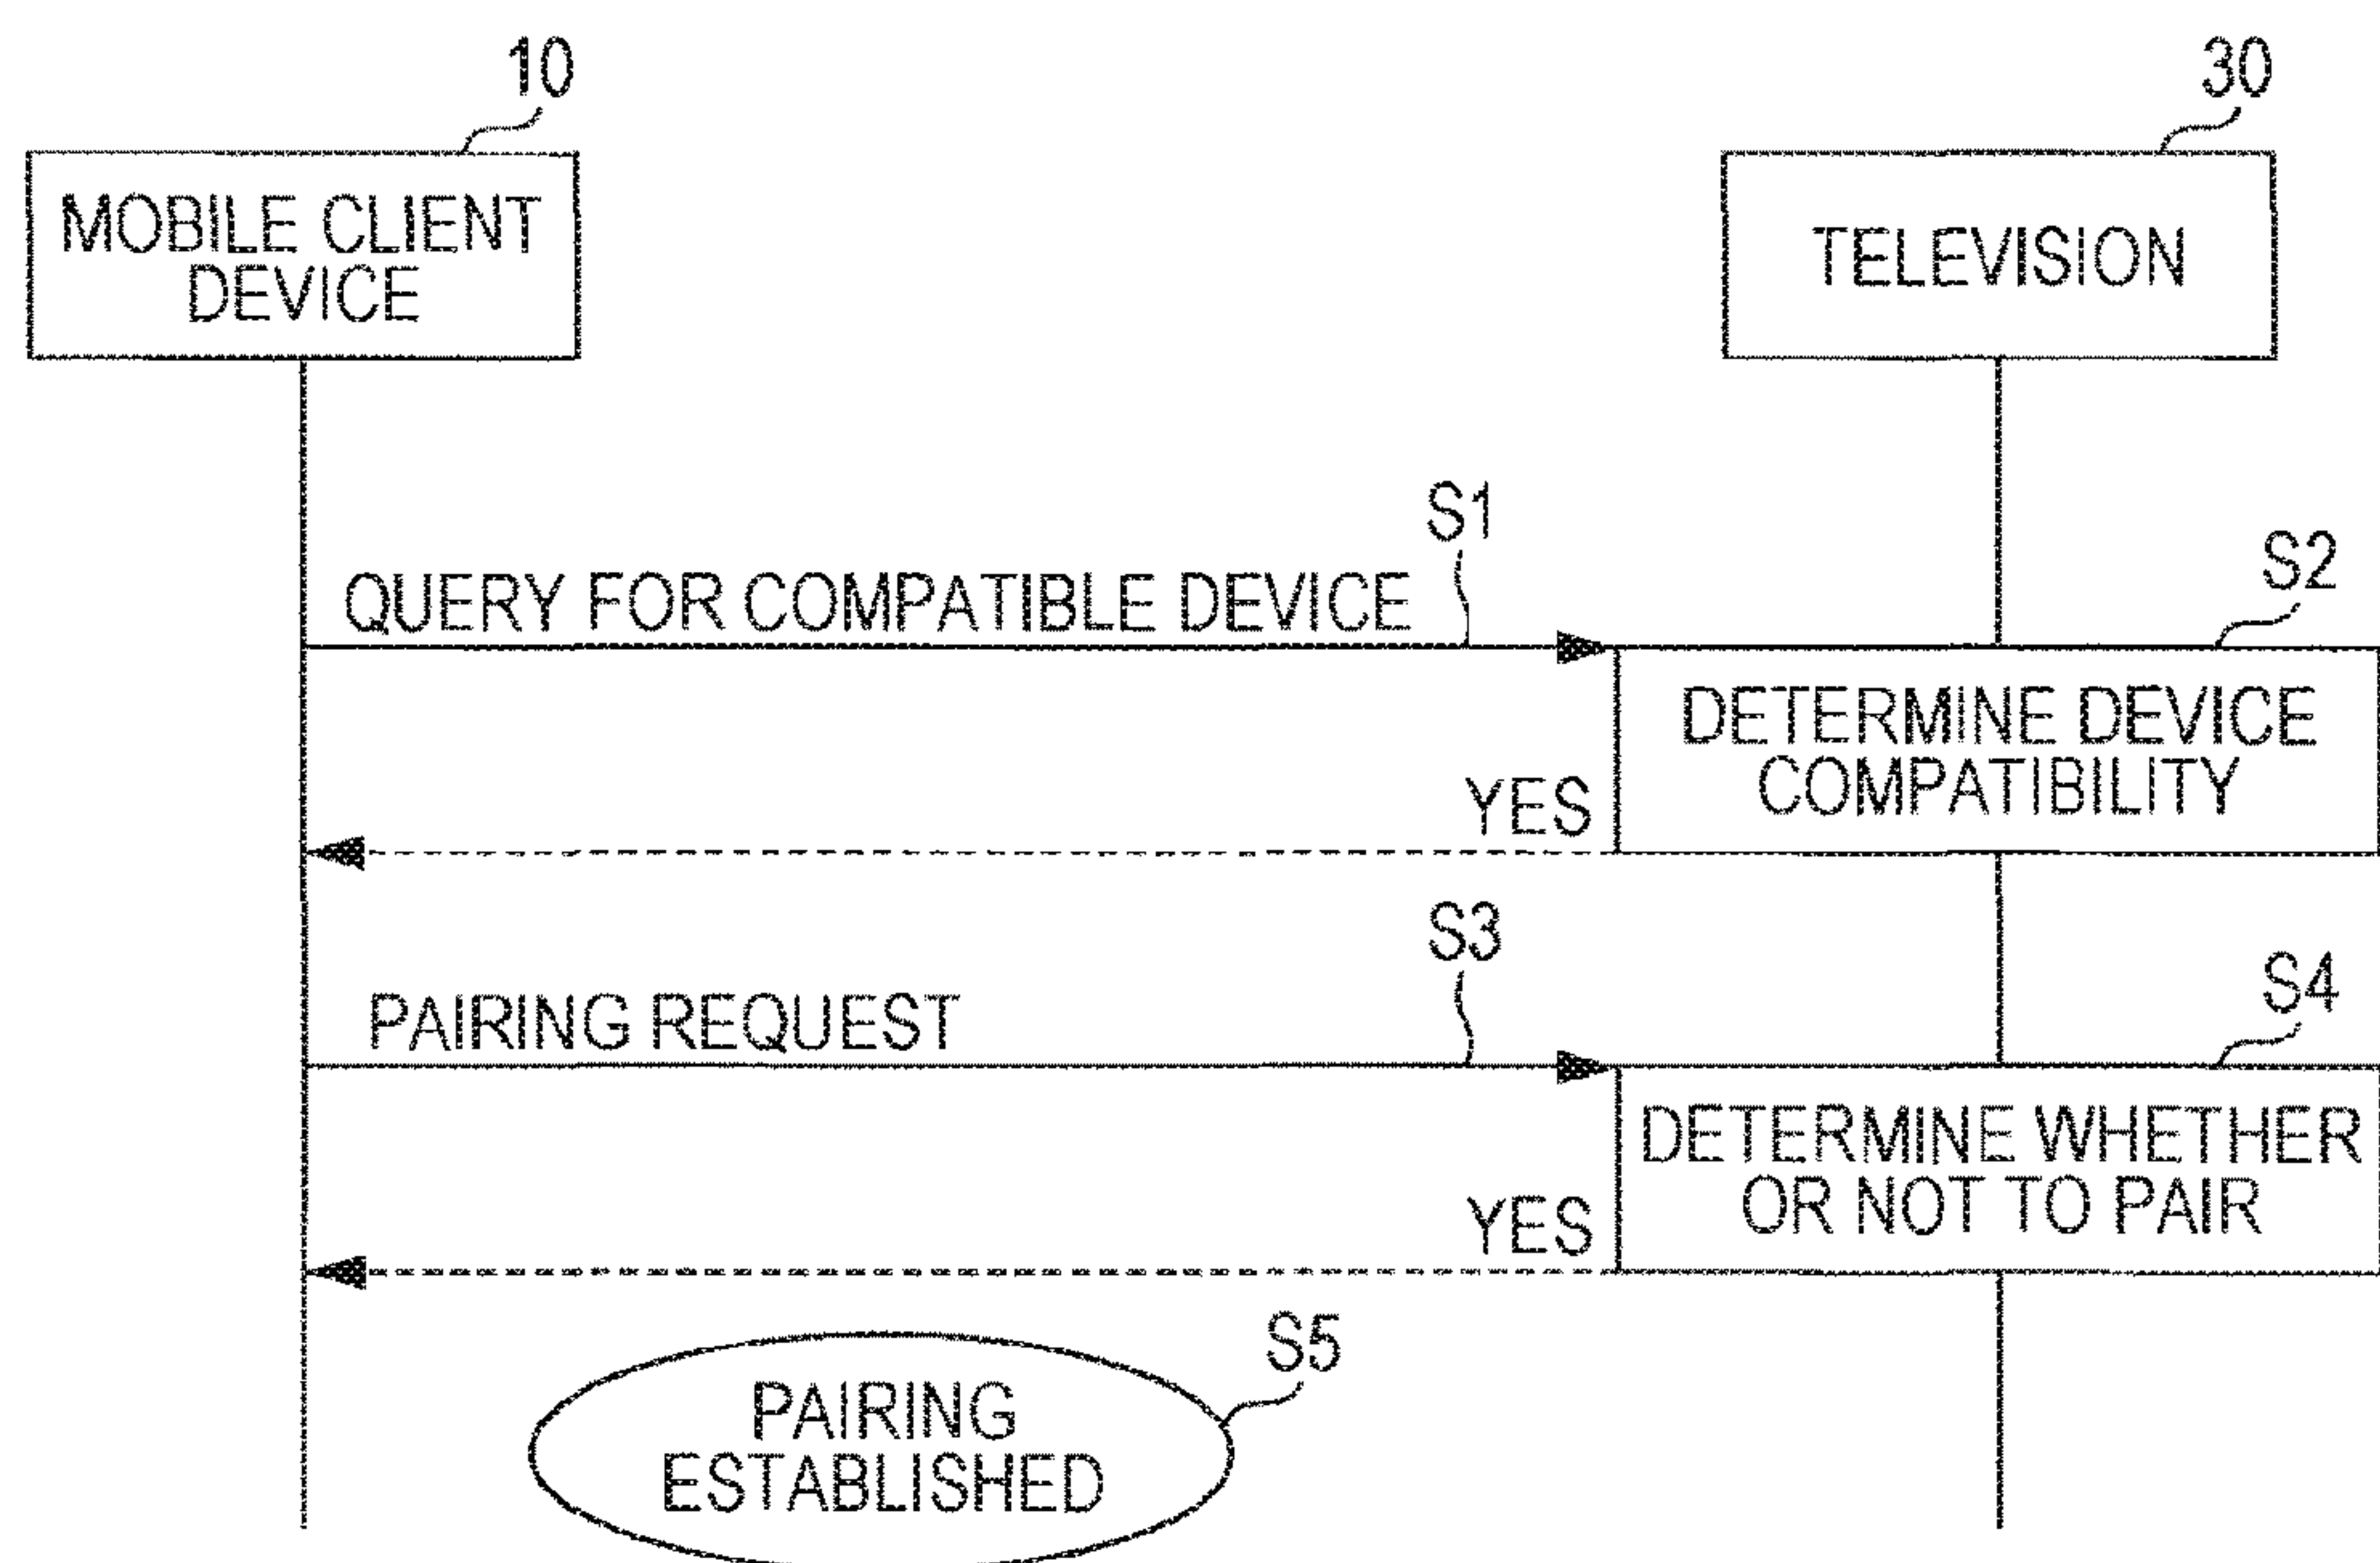 10
30
MOBILE CLIENT
DEVICE
TELEVISION
S1
S2
QUERY FOR COMPATIBLE DEVICE
DETERMINE DEVICE
COMPATIBILITY
YES
S3
S4
PAIRING REQUEST
DETERMINE WHETHER
OR NOT TO PAIR
YES
S5
PAIRING
ESTABLISHED